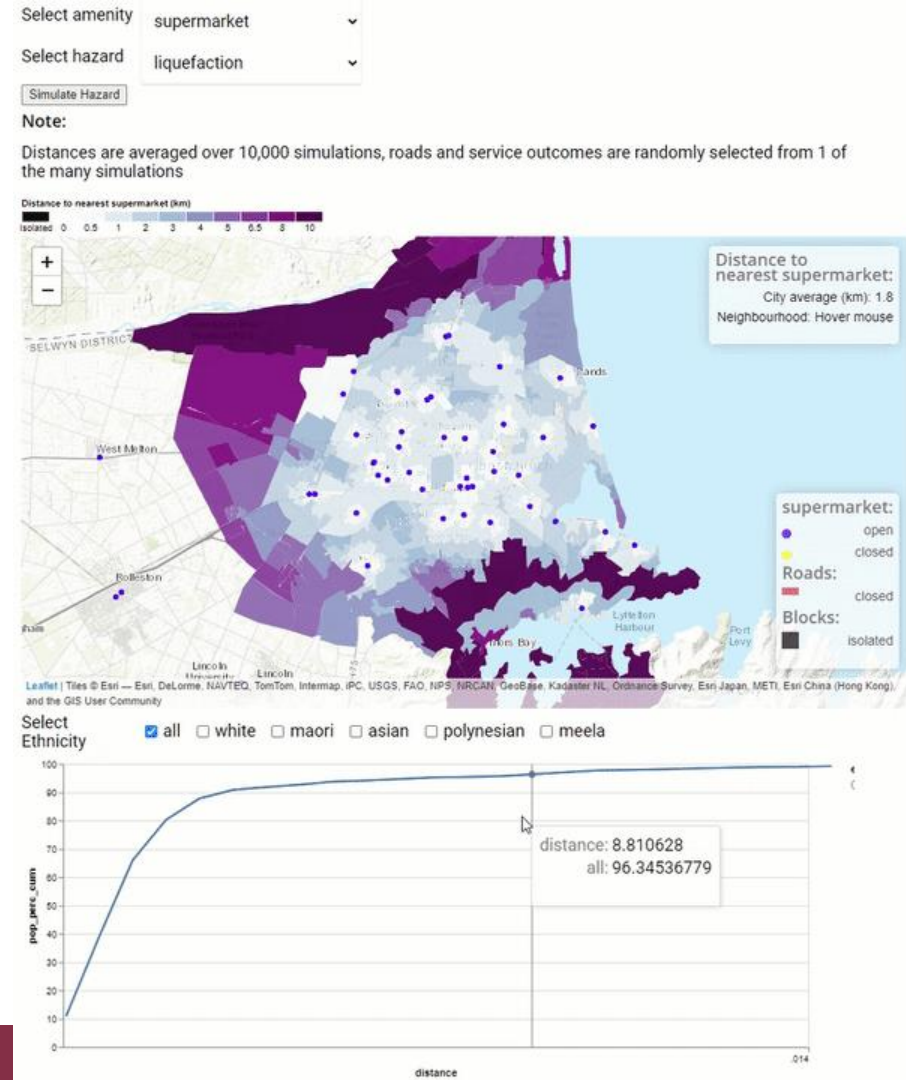 Select amenity
supermarket
Select hazard
liquefaction
Simulate Hazard
Note:
Distances are averaged over 10,000 simulations, roads and service outcomes are randomly selected from 1 of
the many simulations
Distance to nearest supermarket (km)
Isolated 0 0.5 1 2 3 4 5 6.5 8 10
+
−
Distance to
nearest supermarket:
City average (km): 1.8
Neighbourhood: Hover mouse
SELWYN DISTRICT
West Melton
Rolleston
supermarket:
open
closed
Roads:
closed
Blocks:
isolated
Lyttelton
Harbour
Port
Levy
Lincoln
University
Lincoln
Leaflet | Tiles © Esri — Esri, DeLorme, NAVTEQ, TomTom, Intermap, iPC, USGS, FAO, NPS, NRCAN, GeoBase, Kadaster NL, Ordnance Survey, Esri Japan, METI, Esri China (Hong Kong),
and the GIS User Community
Select
Ethnicity
all white maori asian polynesian meela
100
90
80
70
60
50
40
30
20
10
0
pop_perc_cum
distance: 8.810628
all: 96.34536779
.014
distance